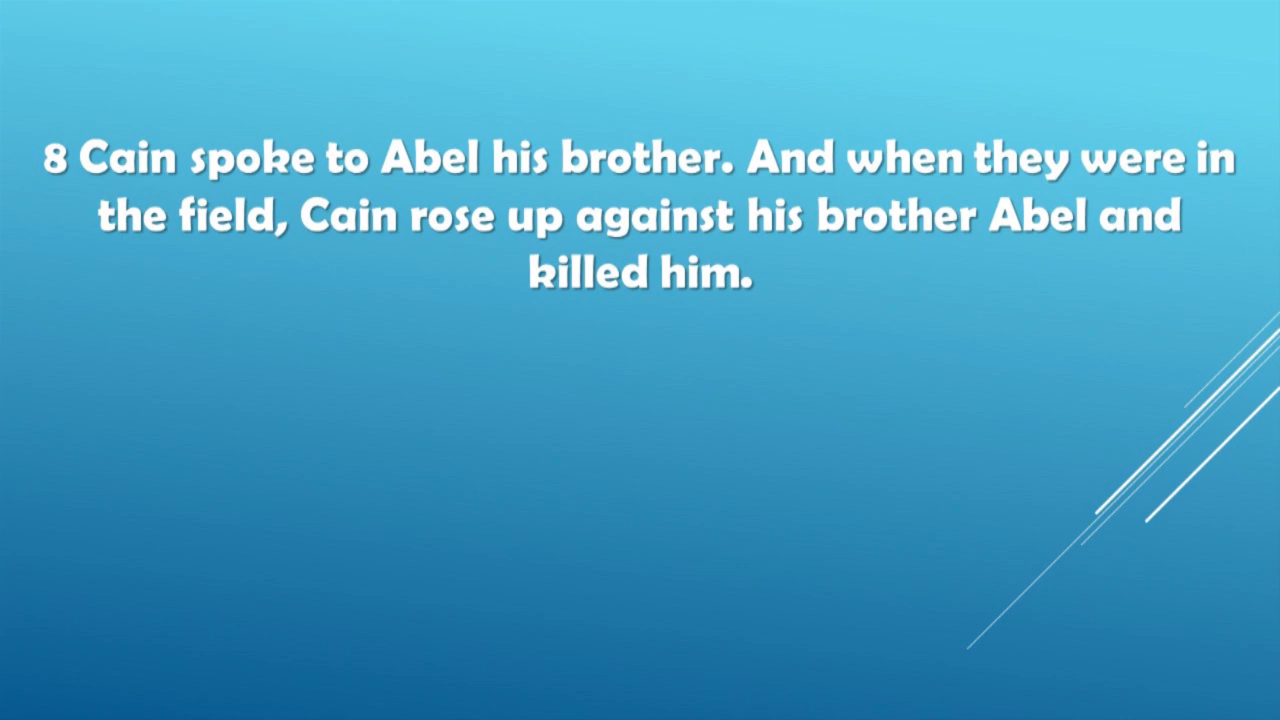 8 Cain spoke to Abel his brother. And when they were in
the field, Cain rose up against his brother Abel and
killed him.